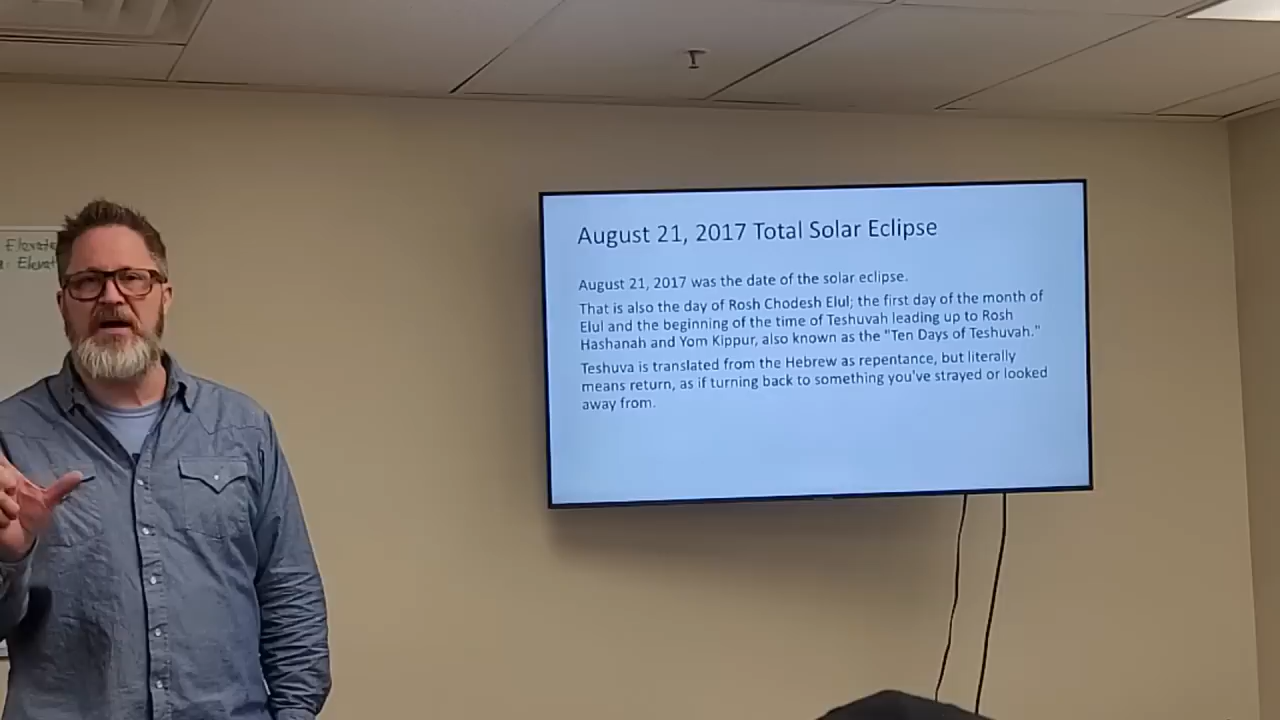 Elevate
Elevat
August 21, 2017 Total Solar Eclipse
August 21, 2017 was the date of the solar eclipse.
That is also the day of Rosh Chodesh Elul; the first day of the month of
Elul and the beginning of the time of Teshuvah leading up to Rosh
Hashanah and Yom Kippur, also known as the "Ten Days of Teshuvah."
Teshuva is translated from the Hebrew as repentance, but literally
means return, as if turning back to something you've strayed or looked
away from.